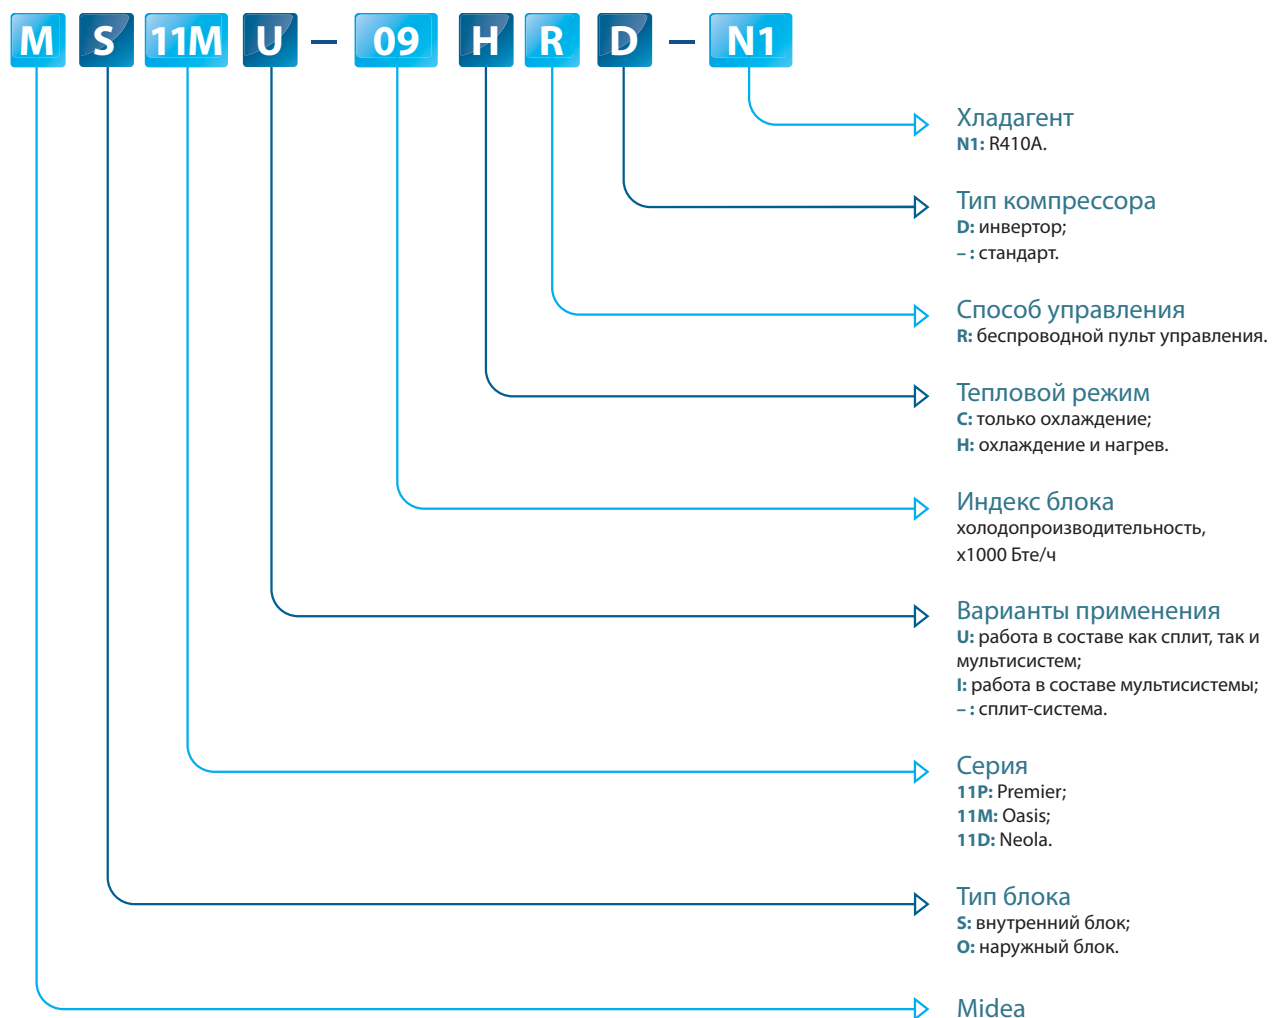 M S 11M U – 09 H R D – N1
Хладагент
N1: R410A.
Тип компрессора
D: инвертор;
– : стандарт.
Способ управления
R: беспроводной пульт управления.
Тепловой режим
C: только охлаждение;
H: охлаждение и нагрев.
Индекс блока
холодопроизводительность,
x1000 Бте/ч
Варианты применения
U: работа в составе как сплит, так и
мультисистем;
I: работа в составе мультисистемы;
– : сплит-система.
Серия
11P: Premier;
11M: Oasis;
11D: Neola.
Тип блока
S: внутренний блок;
O: наружный блок.
Midea